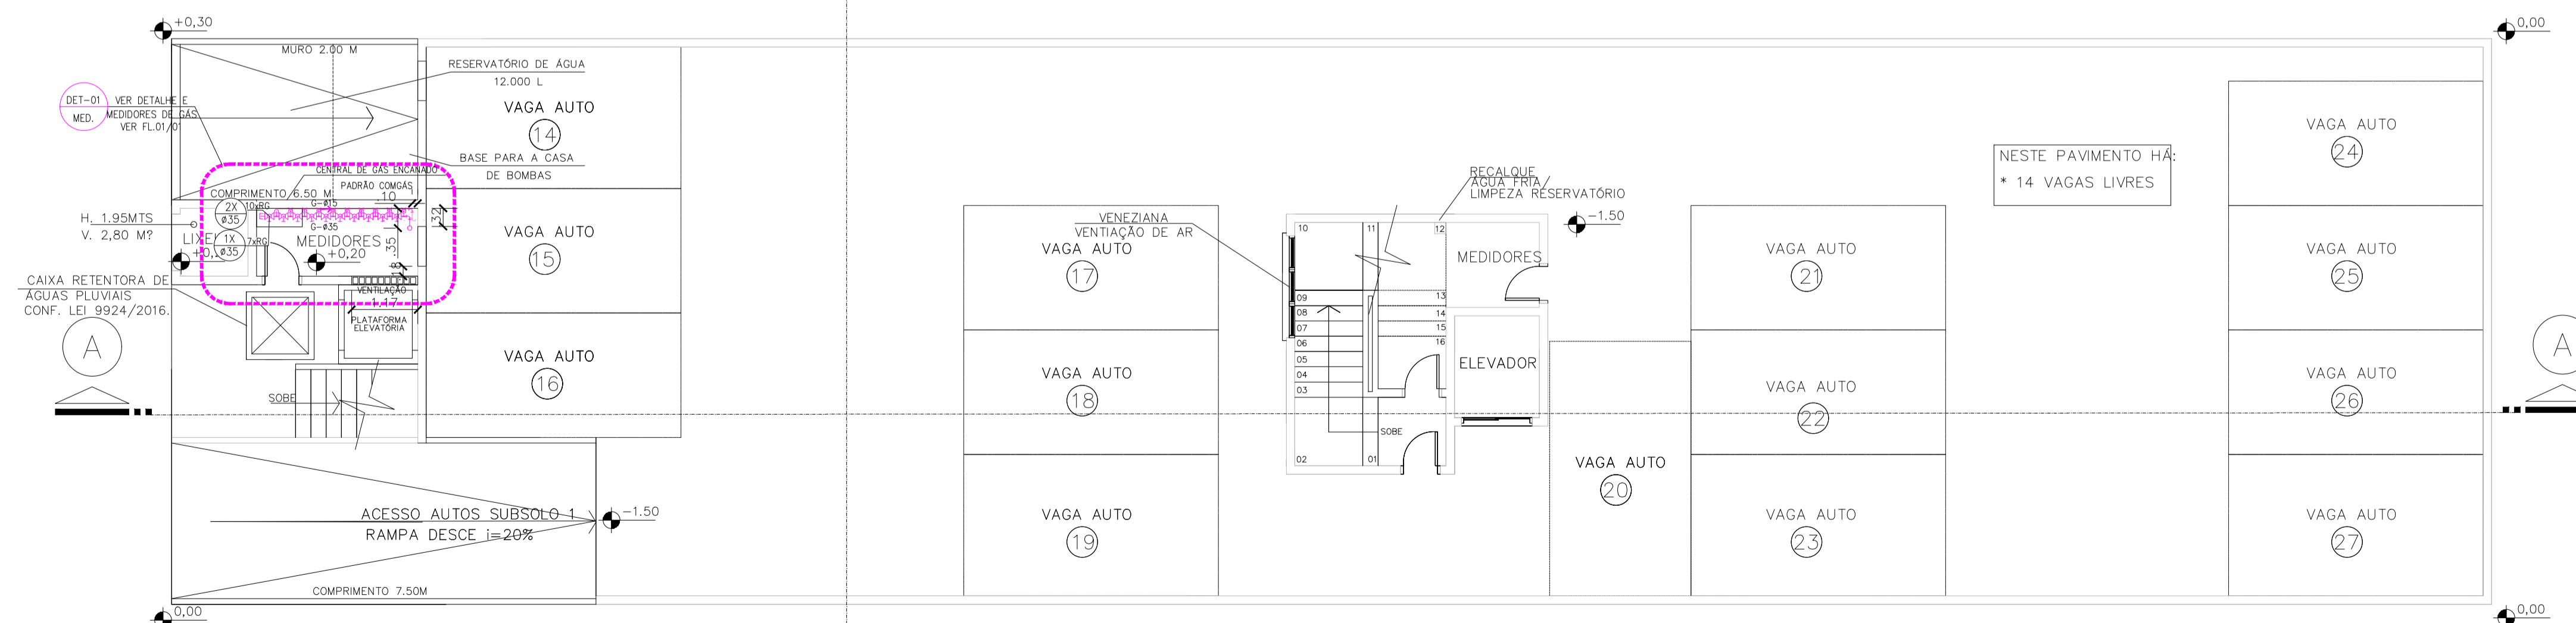 +0,30
0,00
MURO 2.00 M
RESERVATÓRIO DE ÁGUA
12.000 L
DET-01
MED.
VER DETALHE E
MEDIDORES DE GÁS
VER FL.01/01
VAGA AUTO
14
BASE PARA A CASA
DE BOMBAS
CENTRAL DE GÁS ENCANADO
PADRÃO COMGÁS
COMPRIMENTO 6.50 M
.10
2X
Ø35
10xRG
G-Ø15
G-Ø35
.32
H. 1.95MTS
V. 2,80 M?
1X
Ø35
7xRG
MEDIDORES
.35
+0,20
VENTILAÇÃO
1,17
PLATAFORMA
ELEVATÓRIA
CAIXA RETENTORA DE
ÁGUAS PLUVIAIS
CONF. LEI 9924/2016.
A
SOBE
VAGA AUTO
15
VAGA AUTO
16
ACESSO AUTOS SUBSOLO 1
RAMPA DESCE i=20%
-1.50
COMPRIMENTO 7.50M
0,00
VAGA AUTO
17
VAGA AUTO
18
VAGA AUTO
19
VENEZIANA
VENTIAÇÃO DE AR
RECALQUE
ÁGUA FRIA/
LIMPEZA RESERVATÓRIO
-1.50
10
11
12
MEDIDORES
09
08
07
06
05
04
03
02
01
13
14
15
16
SOBE
ELEVADOR
VAGA AUTO
20
VAGA AUTO
21
VAGA AUTO
22
VAGA AUTO
23
NESTE PAVIMENTO HÁ:
* 14 VAGAS LIVRES
VAGA AUTO
24
VAGA AUTO
25
VAGA AUTO
26
VAGA AUTO
27
A
0,00